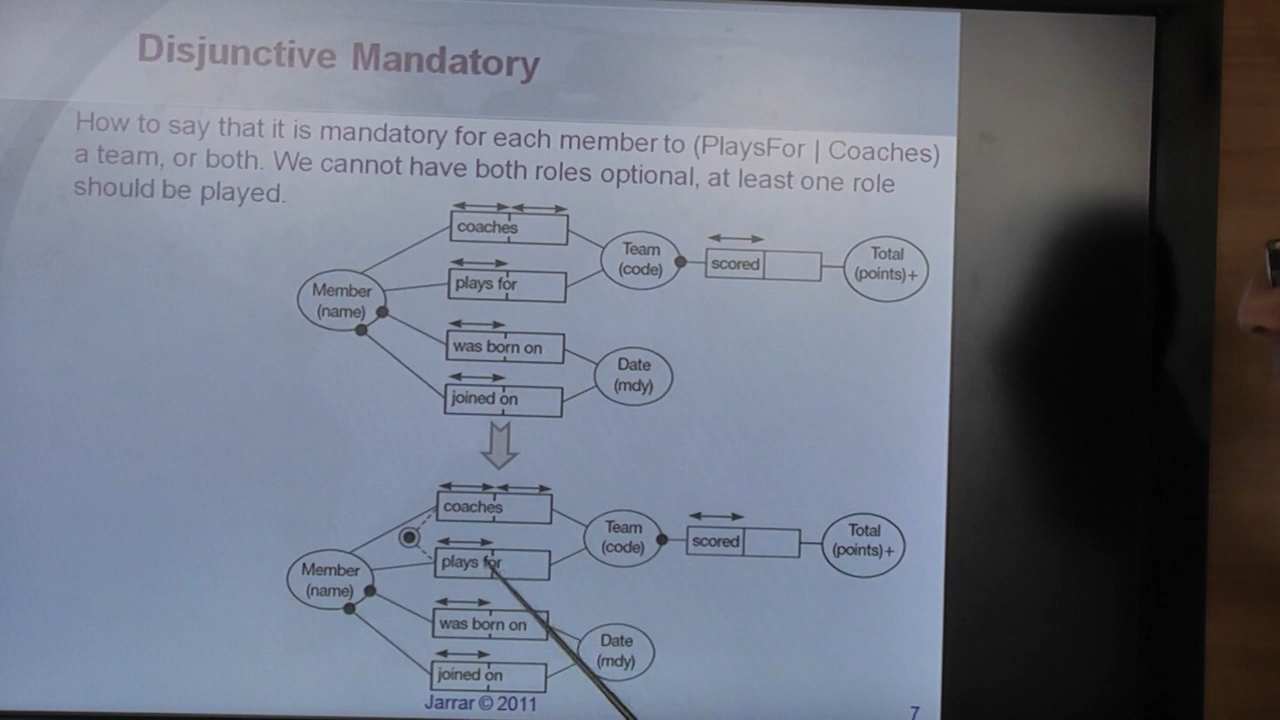 Disjunctive Mandatory
How to say that it is mandatory for each member to (PlaysFor | Coaches)
a team, or both. We cannot have both roles optional, at least one role
should be played.
coaches
Team
(code)
scored
Total
(points)+
plays for
Member
(name)
was born on
Date
(mdy)
joined on
coaches
Team
(code)
scored
Total
(points)+
plays for
Member
(name)
was born on
Date
(mdy)
joined on
Jarrar © 2011
7